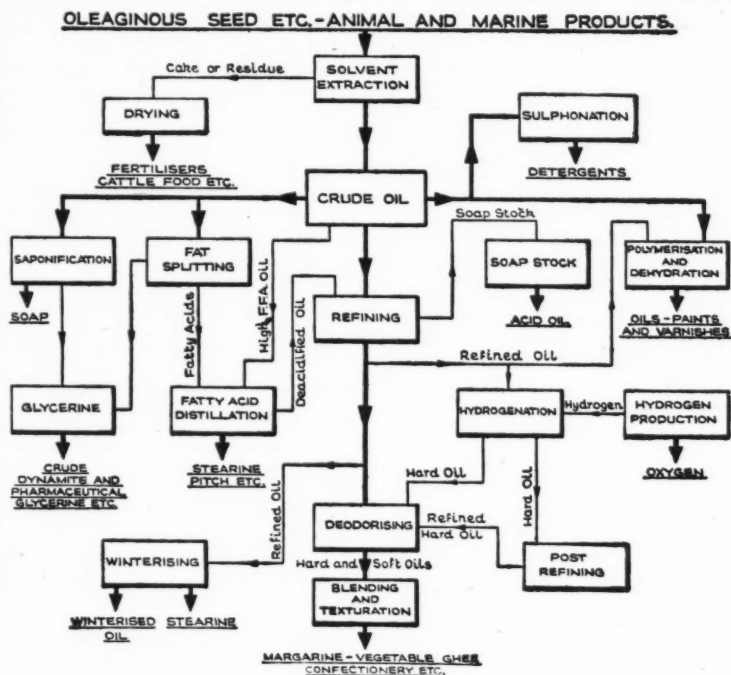 OLEAGINOUS SEED ETC.-ANIMAL AND MARINE PRODUCTS.
SOLVENT
EXTRACTION
Cake or Residue
DRYING
FERTILISERS
CATTLE FOOD ETC.
SULPHONATION
DETERGENTS
CRUDE OIL
SAPONIFICATION
SOAP
FAT
SPLITTING
Fatty Acids
High FFA Oil
Deacidified Oil
REFINING
Soap Stock
SOAP STOCK
ACID OIL
POLYMERISATION
AND
DEHYDRATION
OILS-PAINTS
AND VARNISHES
Refined Oil
GLYCERINE
CRUDE
DYNAMITE AND
PHARMACEUTICAL
GLYCERINE ETC
FATTY ACID
DISTILLATION
STEARINE
PITCH ETC.
HYDROGENATION
Hydrogen
HYDROGEN
PRODUCTION
OXYGEN
Hard Oil
Hard Oil
Refined Oil
DEODORISING
Refined
Hard Oil
POST
REFINING
WINTERISING
WINTERISED
OIL
STEARINE
Hard and Soft Oils
BLENDING
AND
TEXTURATION
MARGARINE-VEGETABLE GHEE
CONFECTIONERY ETC.